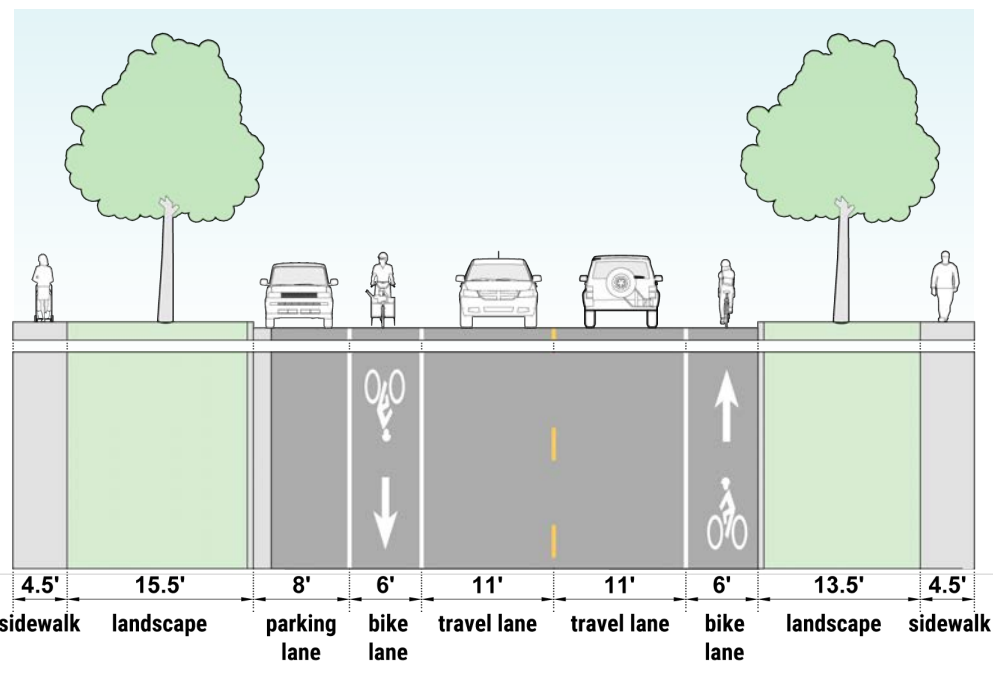 4.5' 15.5' 8' 6' 11' 11' 6' 13.5' 4.5'
sidewalk landscape parking bike travel lane travel lane bike landscape sidewalk
lane lane lane